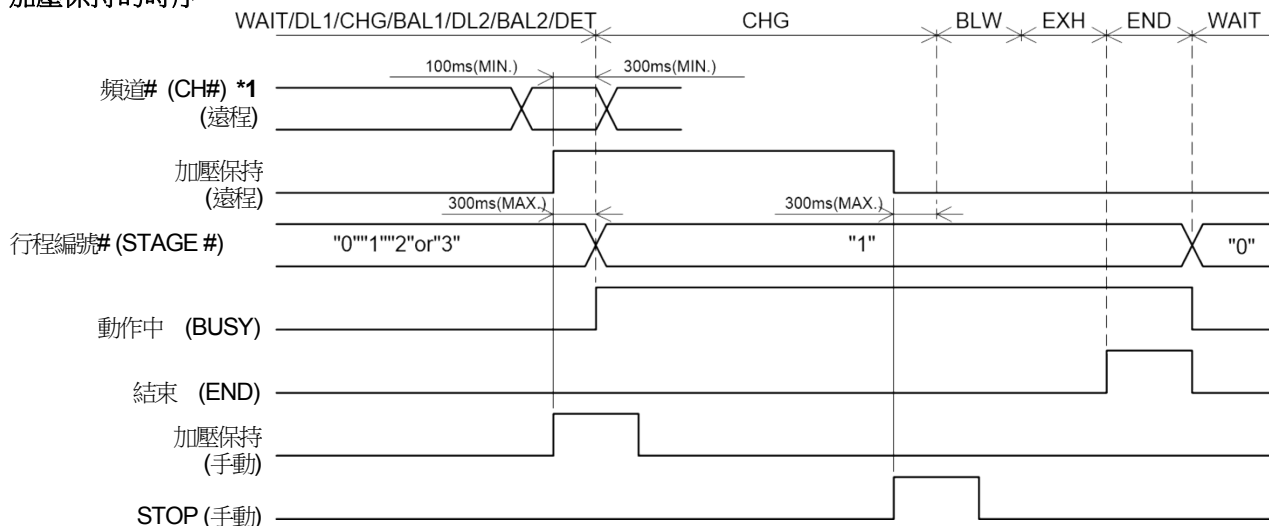 加壓保持的時序
WAIT/DL1/CHG/BAL1/DL2/BAL2/DET CHG BLW EXH END WAIT
100ms(MIN.) 300ms(MIN.)
頻道# (CH#) *1
(遠程)
加壓保持
(遠程)
300ms(MAX.) 300ms(MAX.)
行程編號# (STAGE #) "0""1""2"or"3" "1" "0"
動作中 (BUSY)
結束 (END)
加壓保持
(手動)
STOP (手動)